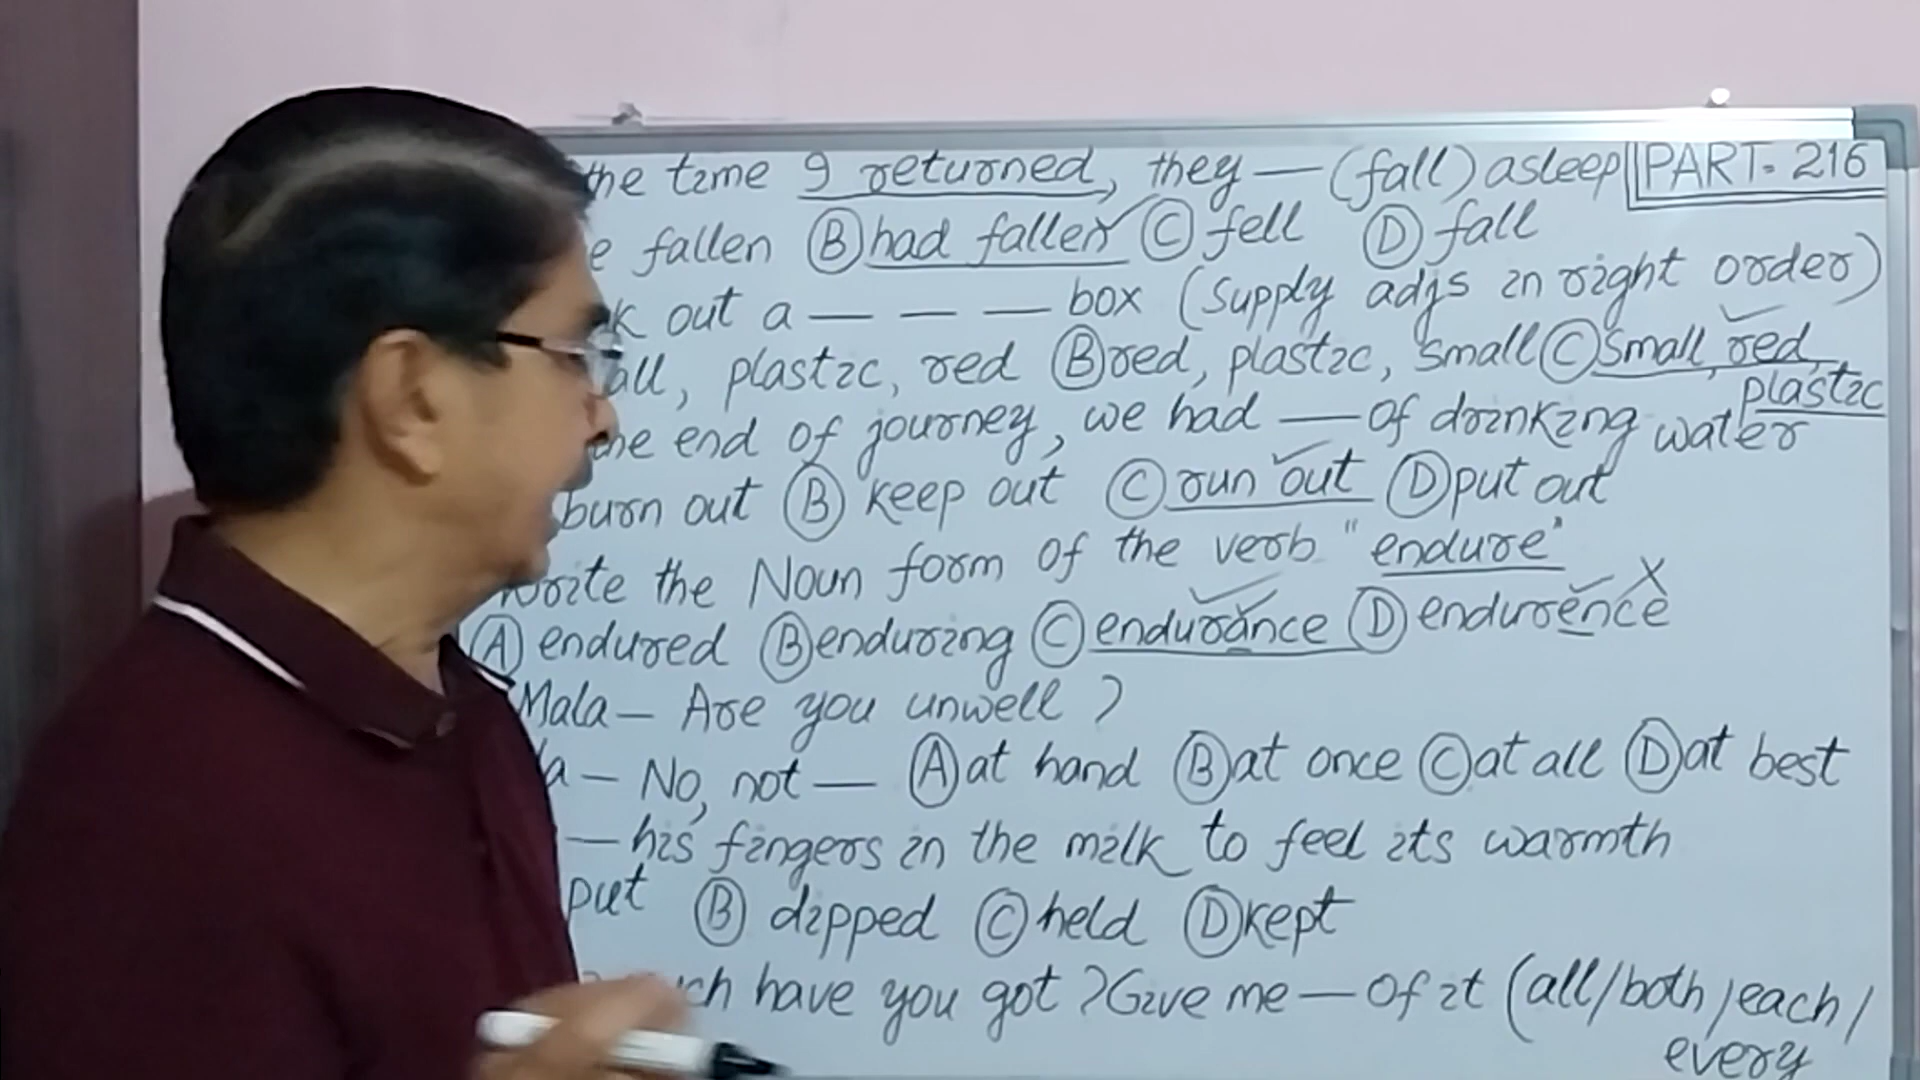 the time I returned, they — (fall) asleep PART- 216
fallen (B) had fallen (C) fell (D) fall
out a — — — box (supply adjs in right order)
plastic, red (B) red, plastic, small (C) small, red,
plastic
end of journey, we had — of drinking water
burn out (B) keep out (C) run out (D) put out
Write the Noun form of the verb "endure"
(A) endured (B) enduring (C) endurance (D) endurence X
Mala — Are you unwell ?
— No, not — (A) at hand (B) at once (C) at all (D) at best
— his fingers in the milk to feel its warmth
put (B) dipped (C) held (D) kept
have you got ? Give me — of it (all/both/each/
every